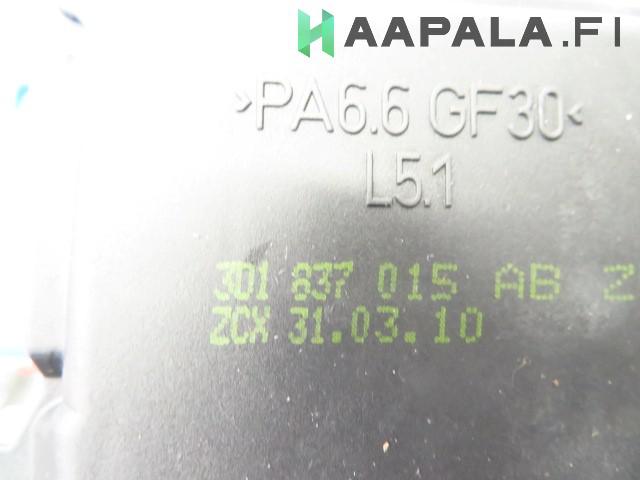 HAAPALA.FI
>PA6.6 GF30<
L5.1
3D1 837 015 AB Z
ZCX 31.03.10